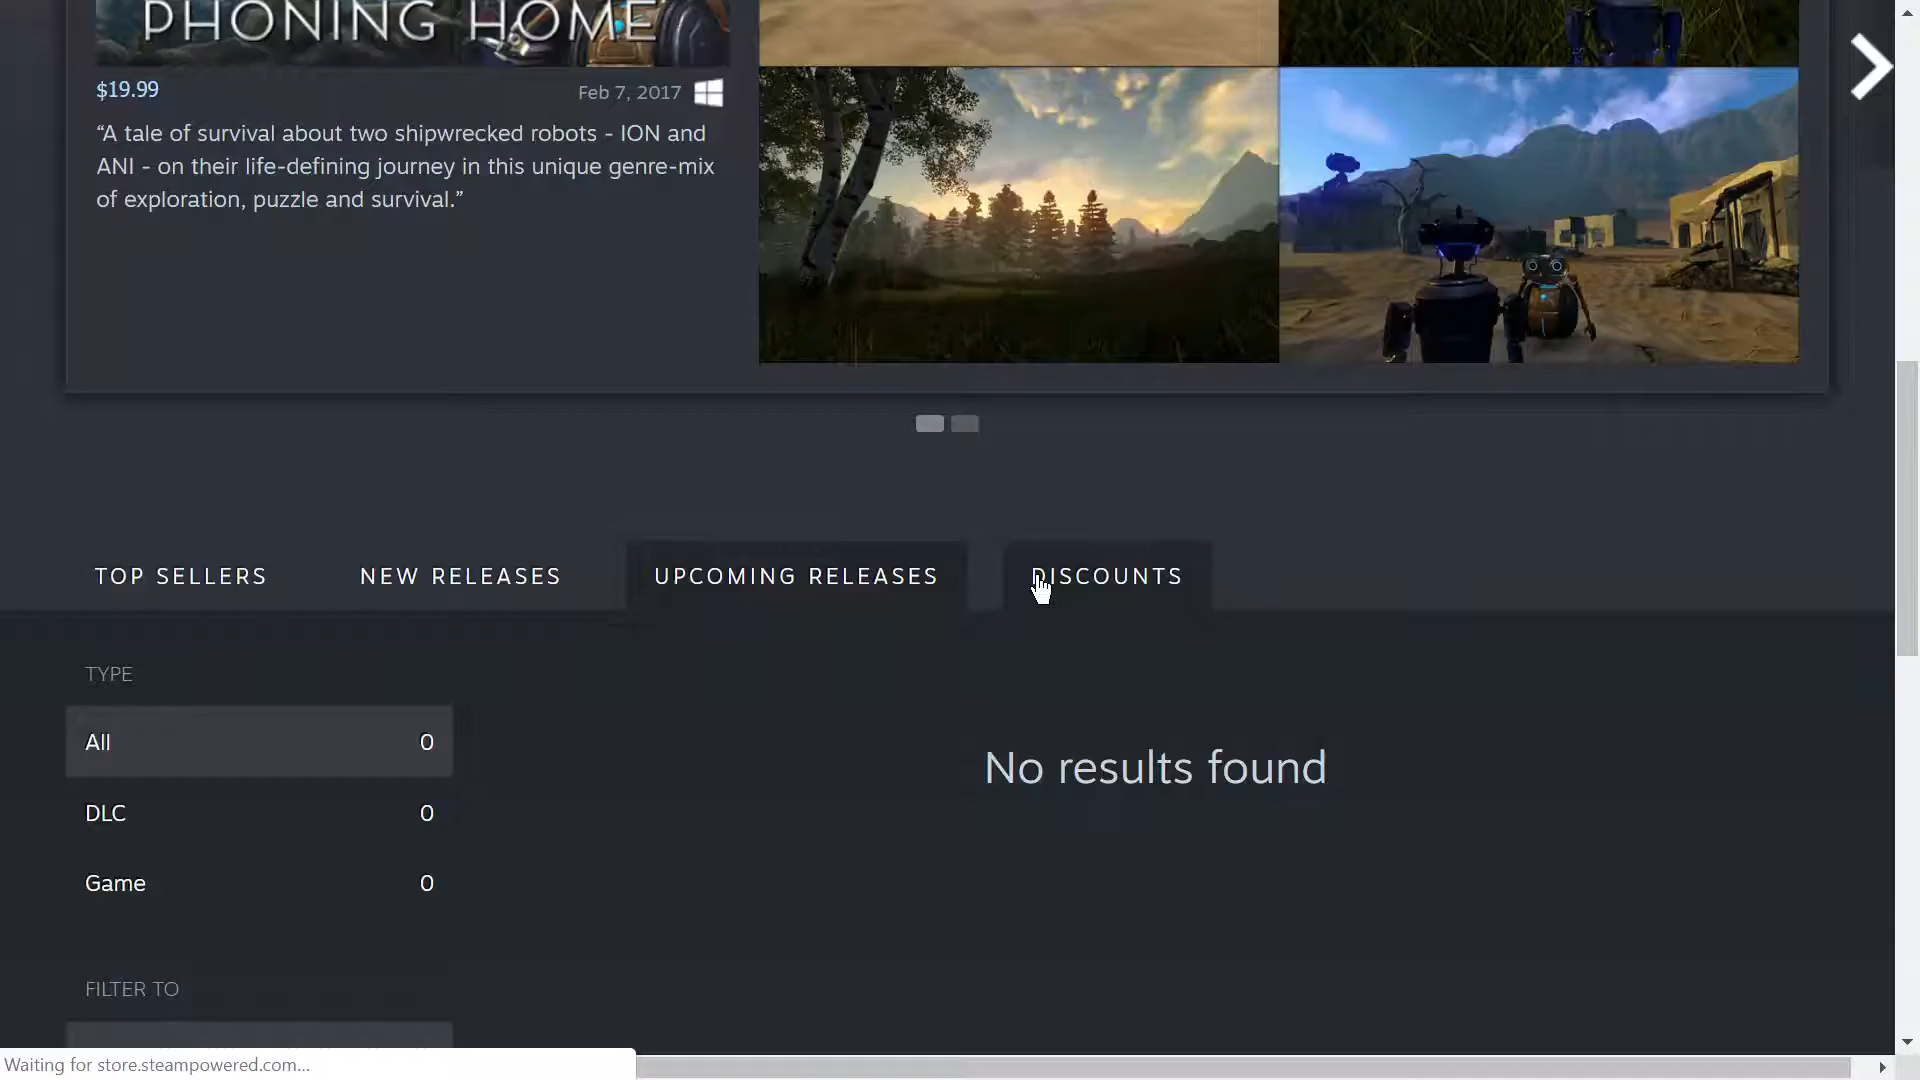 PHONING HOME
$19.99
Feb 7, 2017
“A tale of survival about two shipwrecked robots - ION and
ANI - on their life-defining journey in this unique genre-mix
of exploration, puzzle and survival.”
TOP SELLERS
NEW RELEASES
UPCOMING RELEASES
DISCOUNTS
TYPE
All 0
DLC 0
Game 0
No results found
FILTER TO
Waiting for store.steampowered.com...